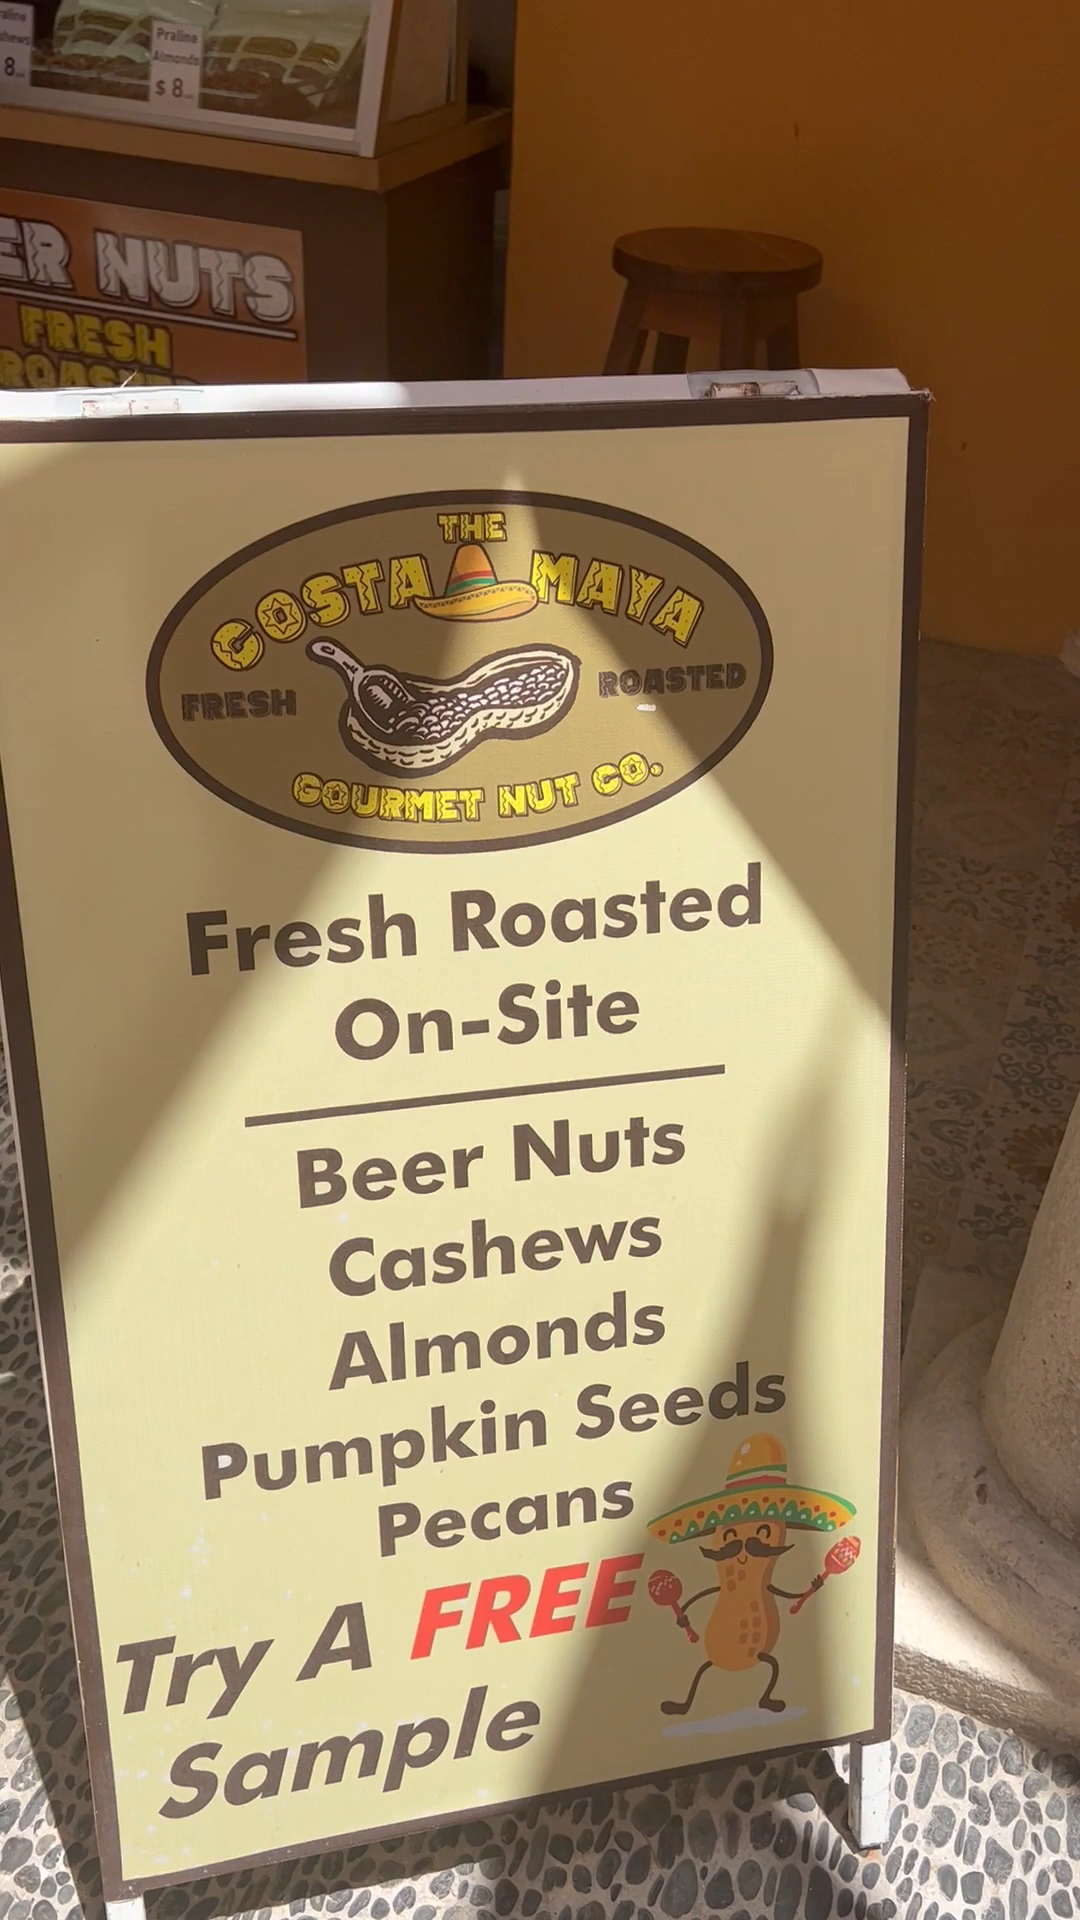 Praline
Almonds
$ 8
8
NUTS
FRESH
THE
COSTA MAYA
FRESH ROASTED
GOURMET NUT CO.
Fresh Roasted
On-Site
Beer Nuts
Cashews
Almonds
Pumpkin Seeds
Pecans
Try A FREE
Sample